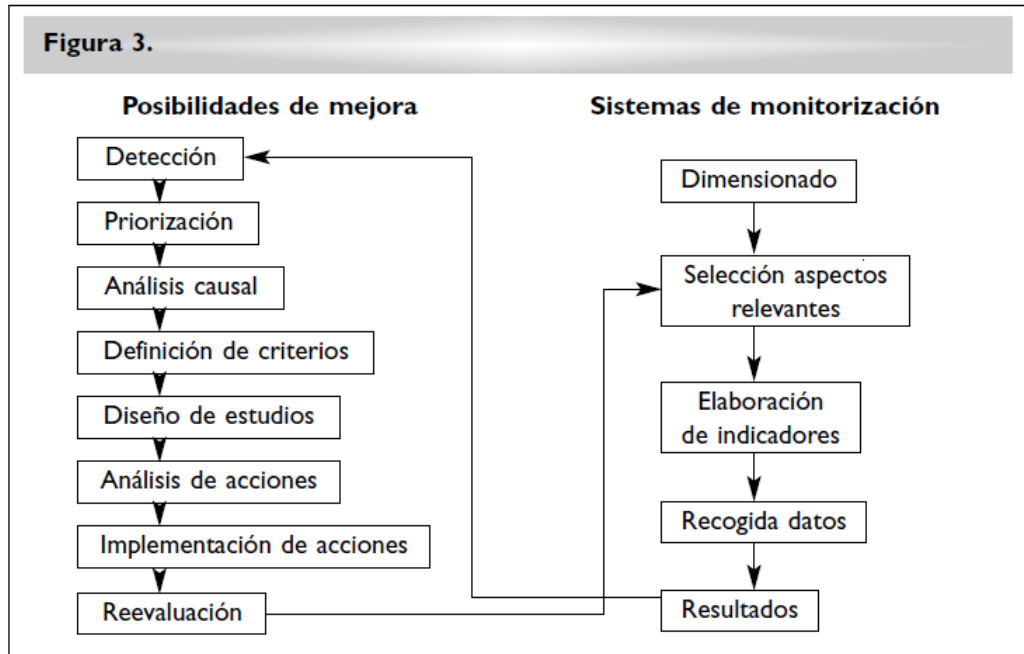 Figura 3.
Posibilidades de mejora
Detección
Priorización
Análisis causal
Definición de criterios
Diseño de estudios
Análisis de acciones
Implementación de acciones
Reevaluación
Sistemas de monitorización
Dimensionado
Selección aspectos
relevantes
Elaboración
de indicadores
Recogida datos
Resultados